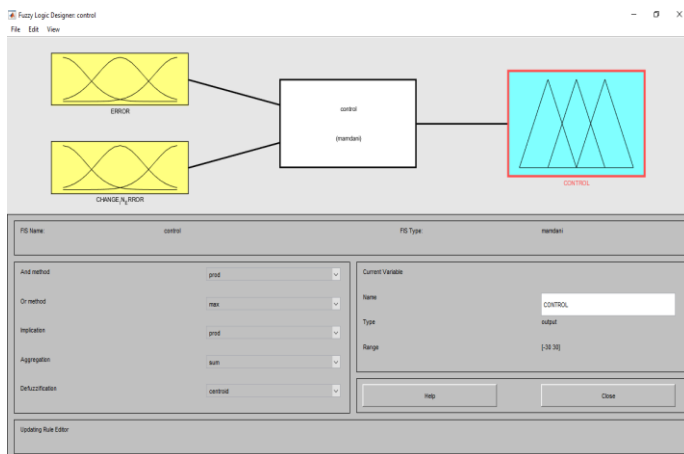 Fuzzy Logic Designer: control
File Edit View
ERROR
CHANGE,N_ERROR
control
(mamdani)
CONTROL
FIS Name: control FIS Type: mamdani
And method prod
Or method max
Implication prod
Aggregation sum
Defuzzification centroid
Current Variable
Name CONTROL
Type output
Range [-30 30]
Help Close
Updating Rule Editor